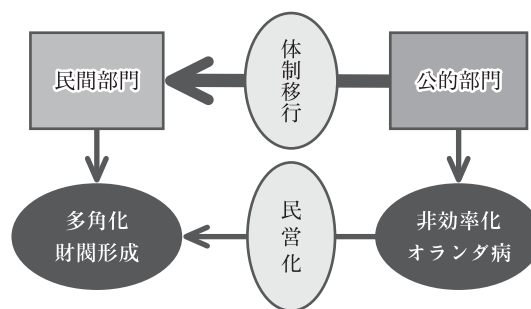 民間部門
体制移行
公的部門
多角化
財閥形成
民営化
非効率化
オランダ病